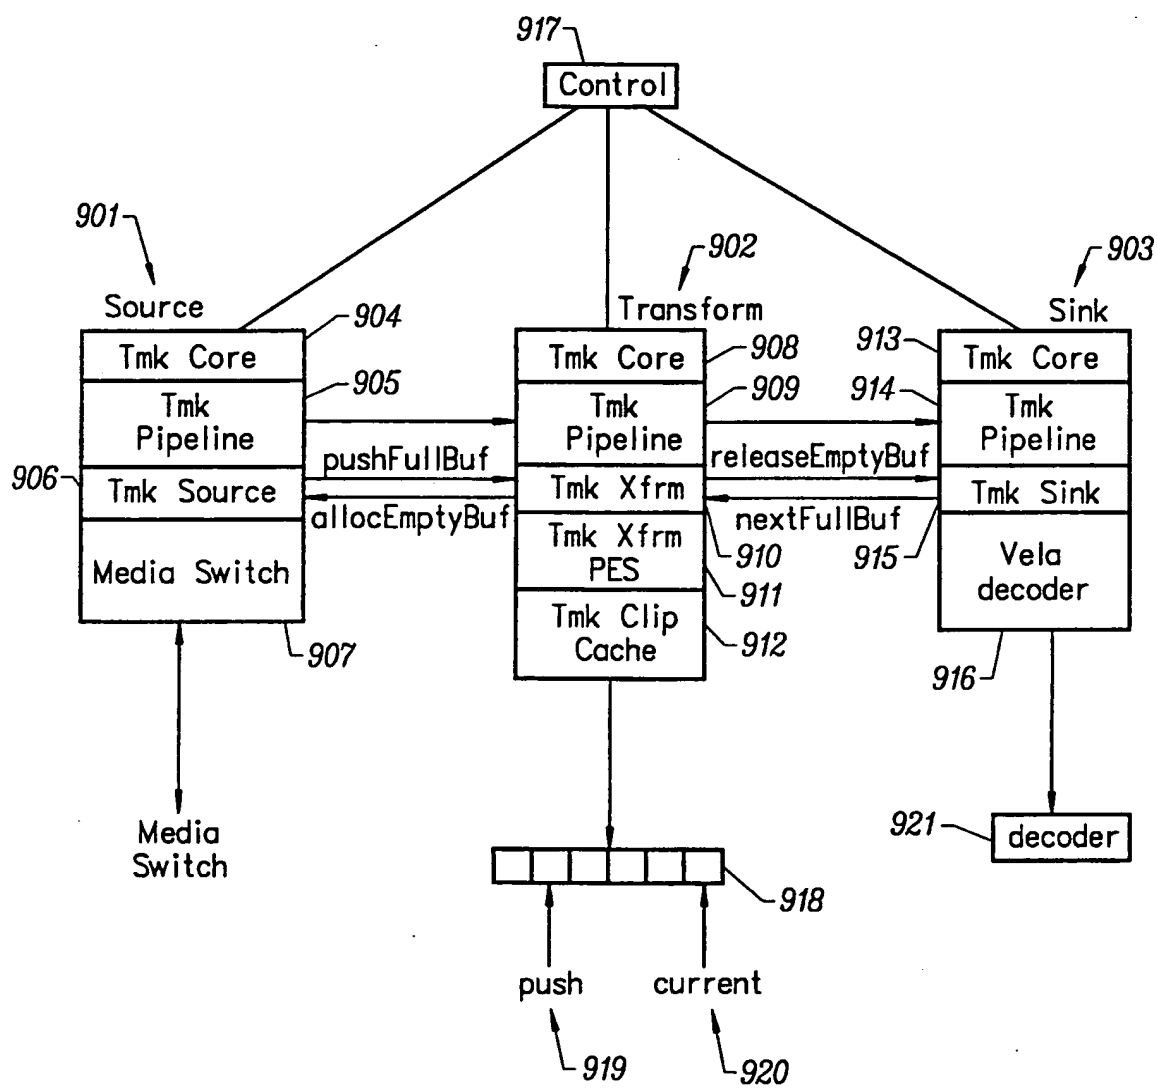 917
Control
901
902
903
Source
904
Transform
Sink
Tmk Core
908
Tmk Core
913
Tmk Core
905
Tmk
Pipeline
909
Tmk
Pipeline
914
Tmk
Pipeline
pushFullBuf
releaseEmptyBuf
906
Tmk Source
Tmk Xfrm
Tmk Sink
allocEmptyBuf
nextFullBuf
910
915
Media Switch
Tmk Xfrm
PES
911
Vela
decoder
907
Tmk Clip
Cache
912
916
Media
Switch
921
decoder
918
push
current
919
920